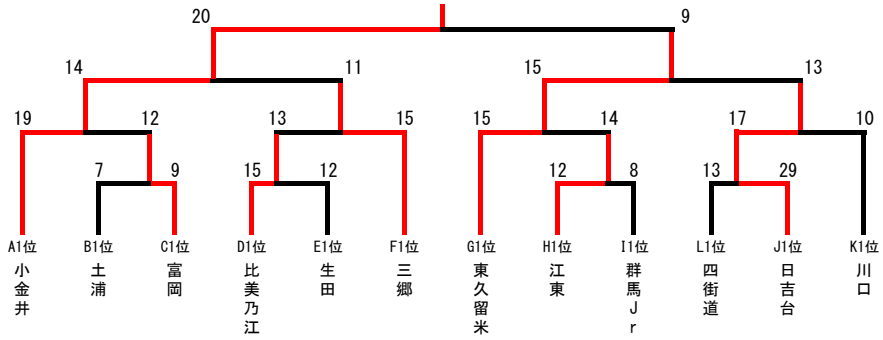 20 9
14 11 15 13
19 12 13 15 15 14 17 10
7 9 15 12 12 8 13 29
A1位 B1位 C1位 D1位 E1位 F1位 G1位 H1位 I1位 L1位 J1位 K1位
小金井
土浦
富岡
比美乃江
生田
三郷
東久留米
江東
群馬Jr
四街道
日吉台
川口